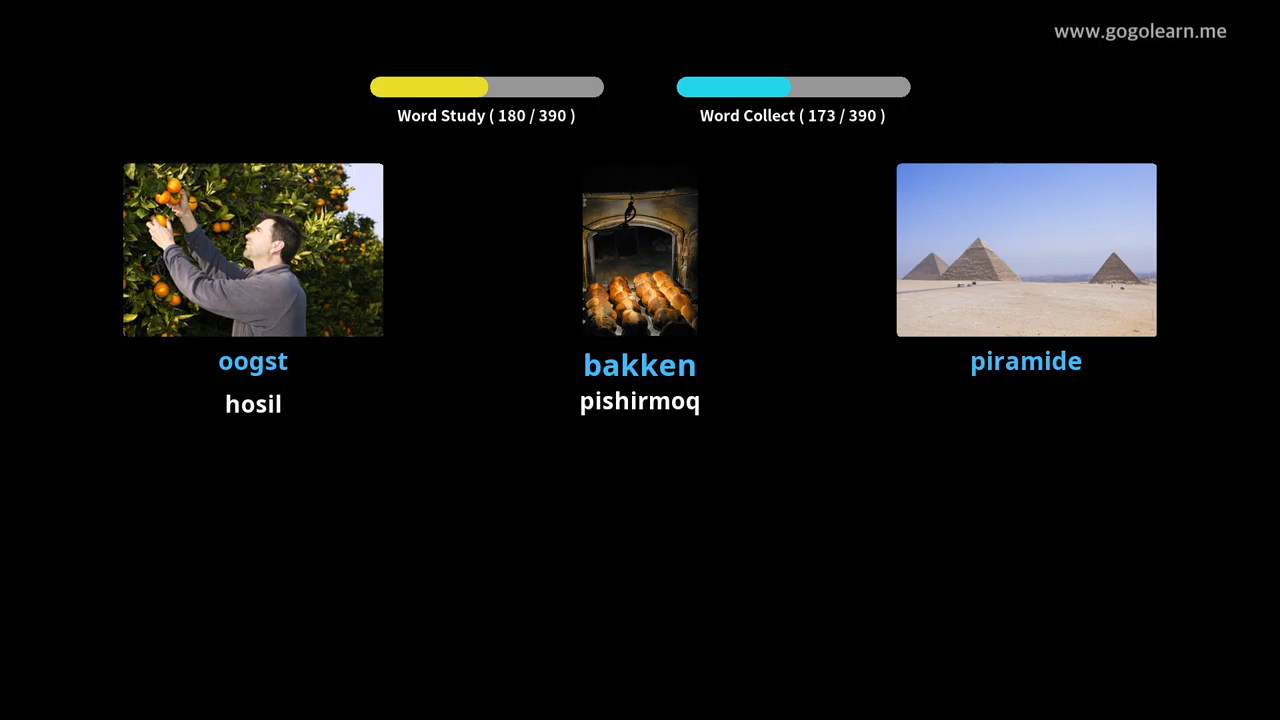 www.gogolearn.me
Word Study ( 180 / 390 )
Word Collect ( 173 / 390 )
oogst
hosil
bakken
pishirmoq
piramide